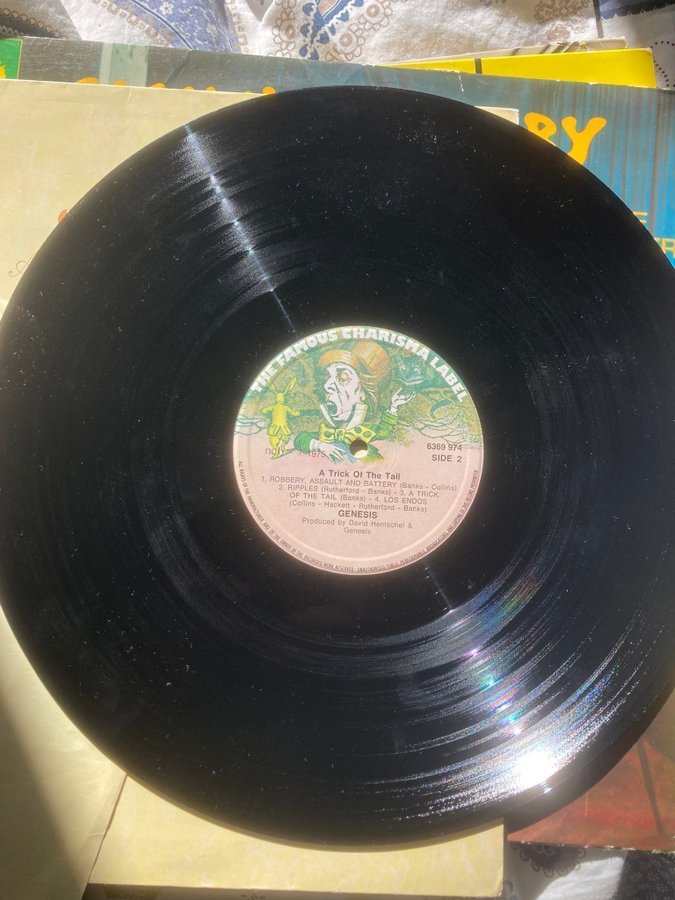 BY
THE FAMOUS CHARISMA LABEL
6369 974
1975
SIDE 2
A Trick Of The Tail
1. ROBBERY, ASSAULT AND BATTERY (Banks - Collins)
2. RIPPLES (Rutherford - Banks) - 3. A TRICK
OF THE TAIL (Banks) - 4. LOS ENDOS
(Collins - Hackett - Rutherford - Banks)
GENESIS
Produced by David Hentschel &
Genesis.